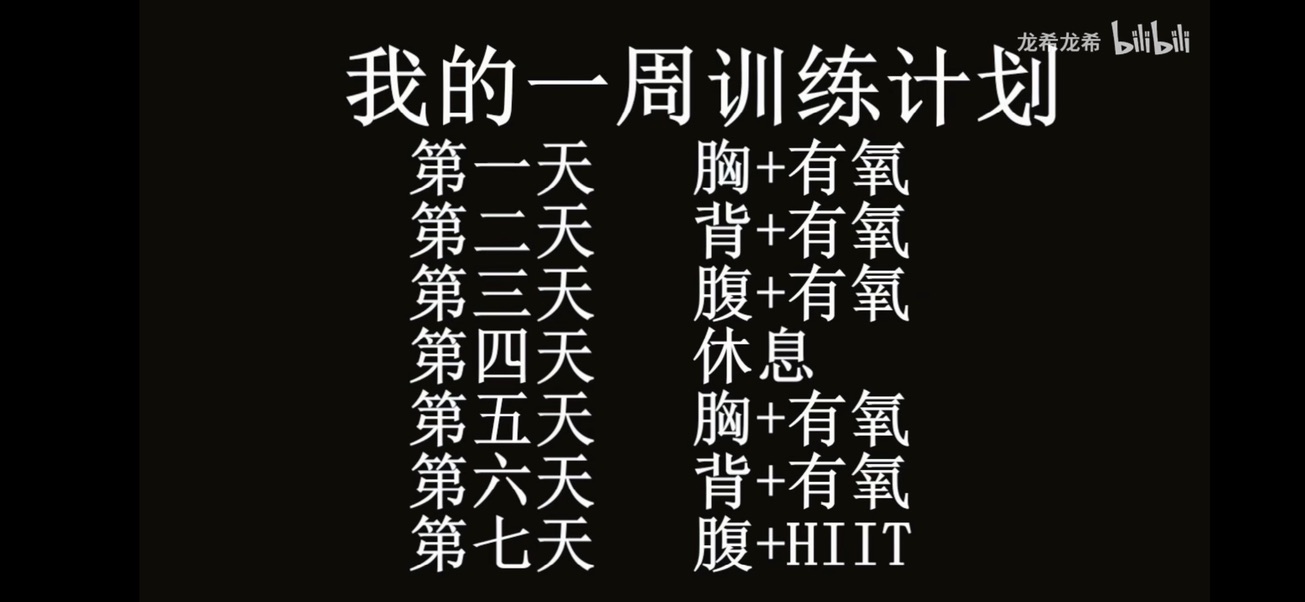 龙希龙希 bilibili
我的一周训练计划
第一天 胸+有氧
第二天 背+有氧
第三天 腹+有氧
第四天 休息
第五天 胸+有氧
第六天 背+有氧
第七天 腹+HIIT